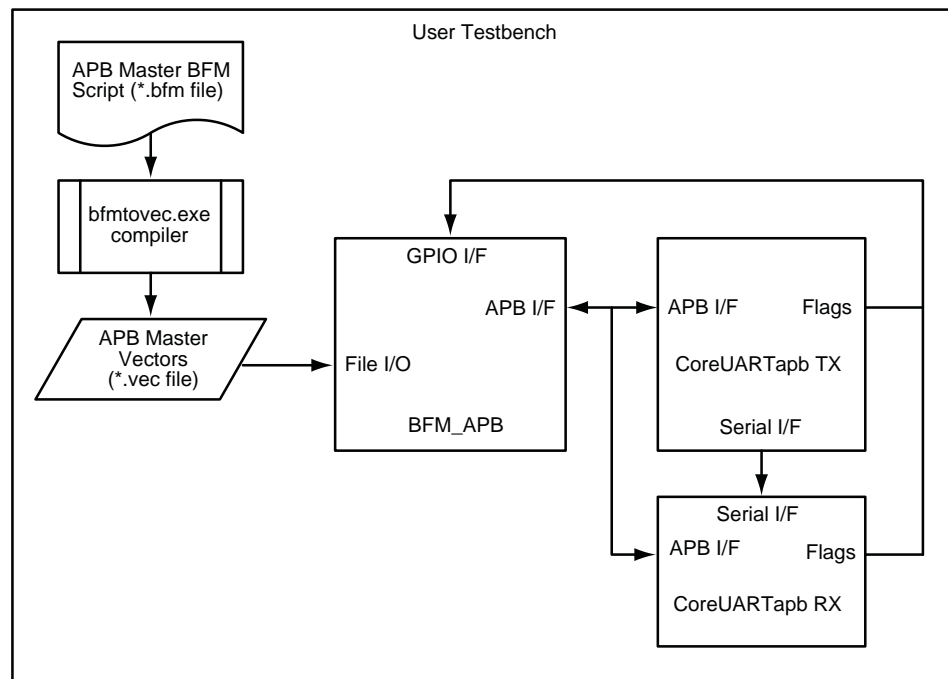 User Testbench
APB Master BFM
Script (*.bfm file)
bfmtovec.exe
compiler
APB Master
Vectors
(*.vec file)
GPIO I/F
APB I/F
File I/O
BFM_APB
APB I/F
Flags
CoreUARTapb TX
Serial I/F
Serial I/F
APB I/F
Flags
CoreUARTapb RX